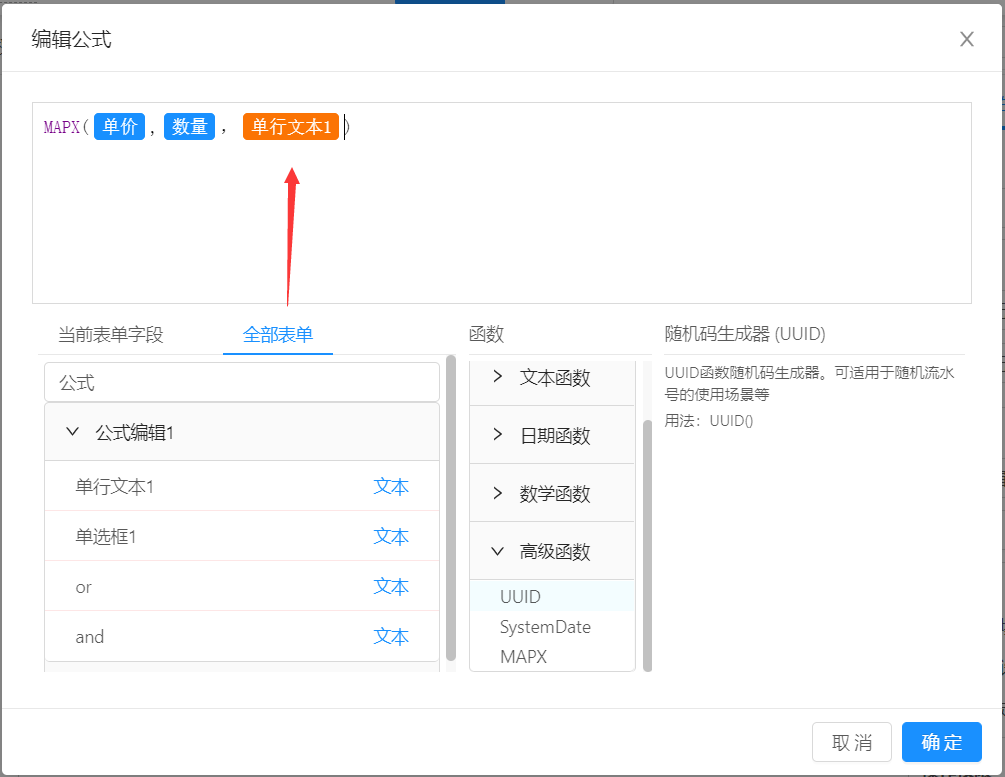 编辑公式
MAPX( 单价 , 数量 , 单行文本1 )
当前表单字段 全部表单
公式
公式编辑1
单行文本1 文本
单选框1 文本
or 文本
and 文本
函数
文本函数
日期函数
数学函数
高级函数
UUID
SystemDate
MAPX
随机码生成器 (UUID)
UUID函数随机码生成器。可适用于随机流水
号的使用场景等
用法：UUID()
取 消 确 定